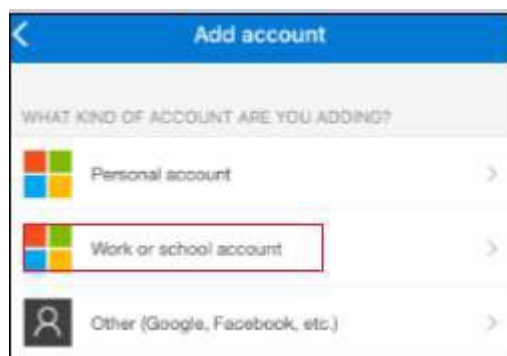 Add account
WHAT KIND OF ACCOUNT ARE YOU ADDING?
Personal account
Work or school account
Other (Google, Facebook, etc.)